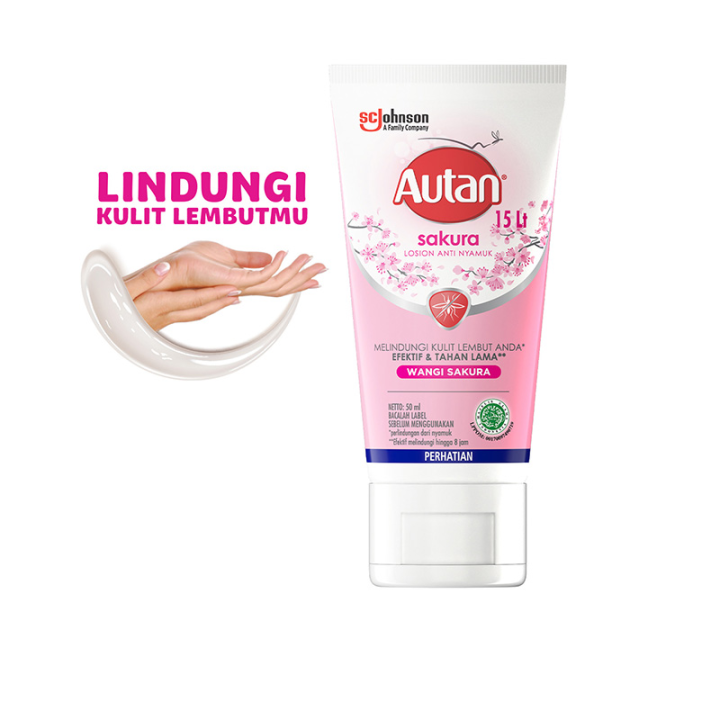 LINDUNGI
KULIT LEMBUTMU
SCJohnson
A Family Company
Autan®
15 Lt
sakura
LOSION ANTI NYAMUK
MELINDUNGI KULIT LEMBUT ANDA*
EFEKTIF & TAHAN LAMA**
WANGI SAKURA
NETTO: 50 ml
BACALAH LABEL
SEBELUM MENGGUNAKAN
*perlindungan dari nyamuk
**Efektif melindungi hingga 8 jam
PERHATIAN